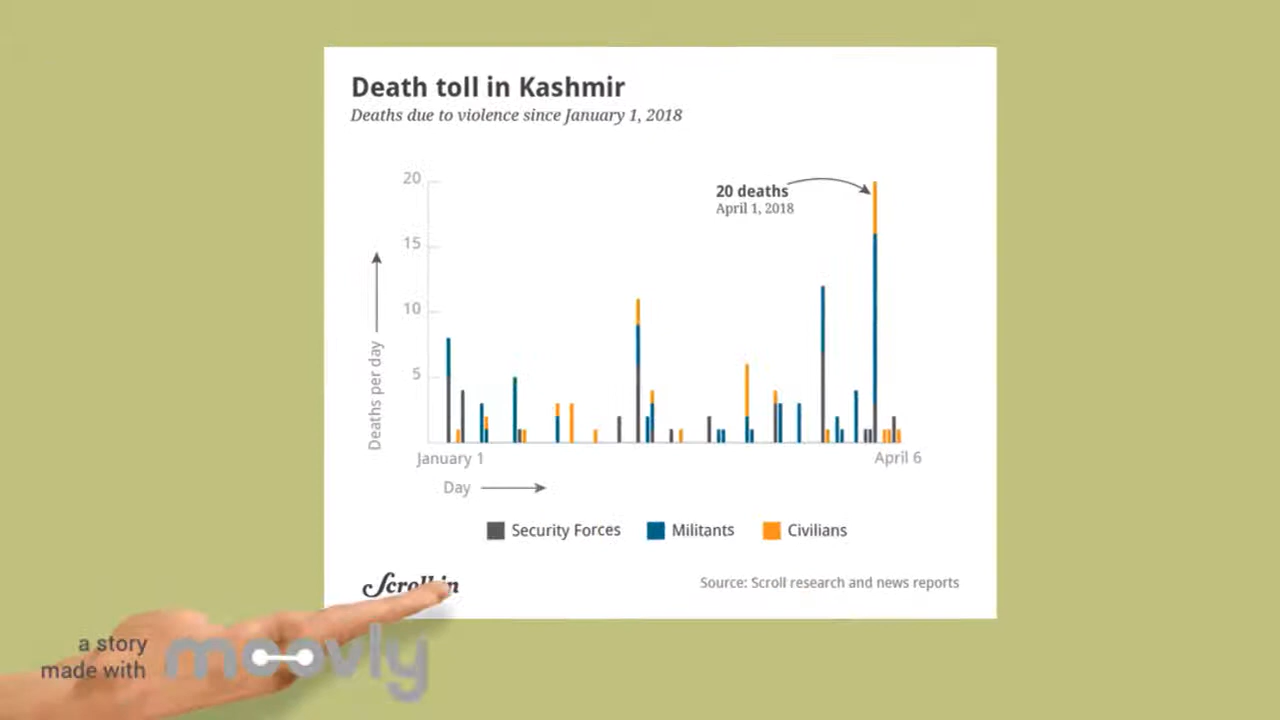 Death toll in Kashmir
Deaths due to violence since January 1, 2018
20
20 deaths
April 1, 2018
15
10
5
Deaths per day
January 1
April 6
Day
Security Forces
Militants
Civilians
Scroll.in
Source: Scroll research and news reports
a story
made with
moovly